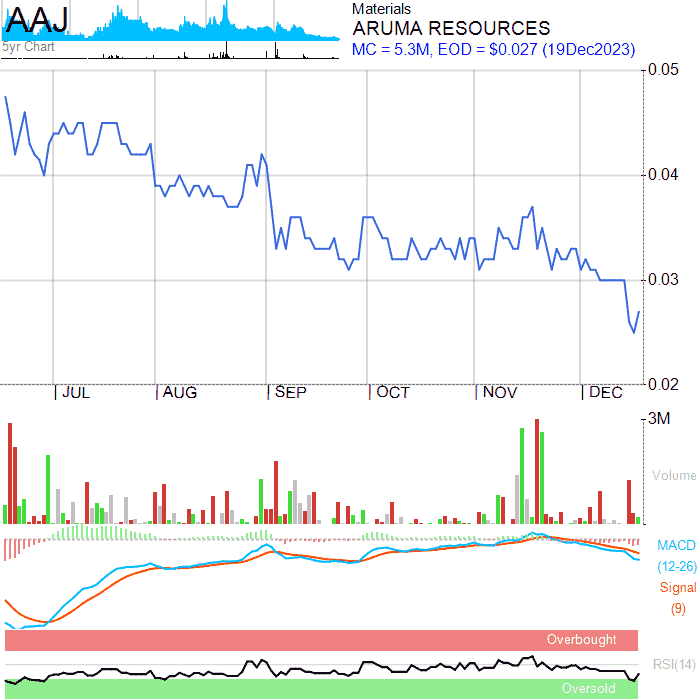 AAJ
5yr Chart
Materials
ARUMA RESOURCES
MC = 5.3M, EOD = $0.027 (19Dec2023)
0.05
0.04
0.03
0.02
JUL AUG SEP OCT NOV DEC
3M
Volume
MACD
(12-26)
Signal
(9)
Overbought
RSI(14)
Oversold